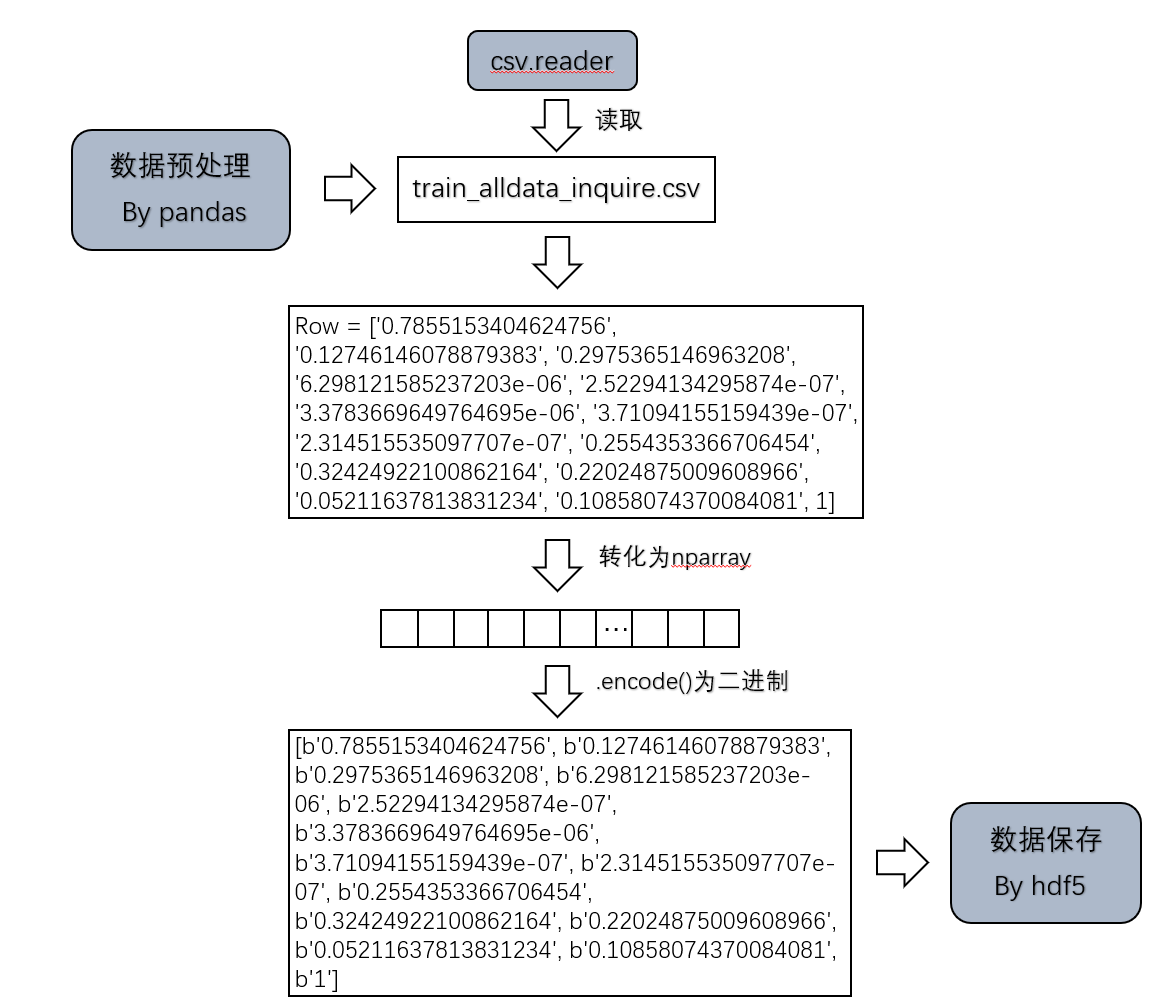 csv.reader
读取
数据预处理
By pandas
train_alldata_inquire.csv
Row = ['0.7855153404624756',
'0.12746146078879383', '0.2975365146963208',
'6.298121585237203e-06', '2.52294134295874e-07',
'3.3783669649764695e-06', '3.71094155159439e-07',
'2.314515535097707e-07', '0.2554353366706454',
'0.32424922100862164', '0.22024875009608966',
'0.05211637813831234', '0.10858074370084081', 1]
转化为nparray
...
.encode()为二进制
[b'0.7855153404624756', b'0.12746146078879383',
b'0.2975365146963208', b'6.298121585237203e-
06', b'2.52294134295874e-07',
b'3.3783669649764695e-06',
b'3.71094155159439e-07', b'2.314515535097707e-
07', b'0.2554353366706454',
b'0.32424922100862164', b'0.22024875009608966',
b'0.05211637813831234', b'0.10858074370084081',
b'1']
数据保存
By hdf5